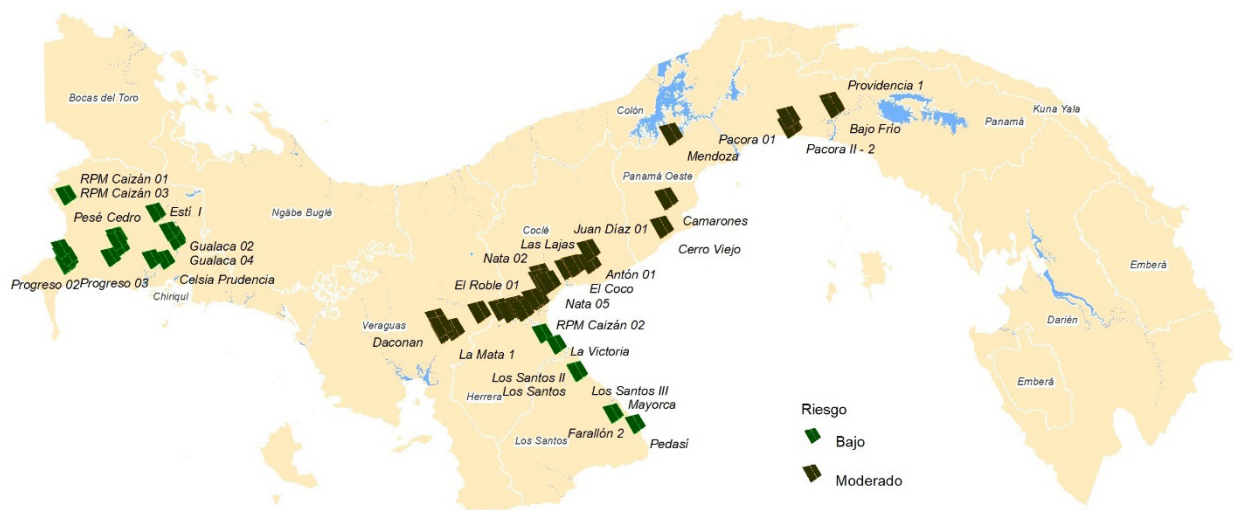 Bocas del Toro
RPM Caizán 01
RPM Caizán 03
Pesé Cedro
Estí I
Gualaca 02
Gualaca 04
Progreso 02
Progreso 03
Celsia Prudencia
Chiriquí
Ngäbe Buglé
Veraguas
Daconan
La Mata 1
El Roble 01
Nata 02
Las Lajas
Coclé
Juan Díaz 01
Antón 01
El Coco
Nata 05
RPM Caizán 02
La Victoria
Los Santos II
Los Santos
Los Santos III
Herrera
Mayorca
Farallón 2
Pedasí
Los Santos
Colón
Mendoza
Panamá Oeste
Camarones
Cerro Viejo
Pacora 01
Pacora II - 2
Providencia 1
Bajo Frío
Panamá
Kuna Yala
Emberá
Darién
Emberá
Riesgo
Bajo
Moderado